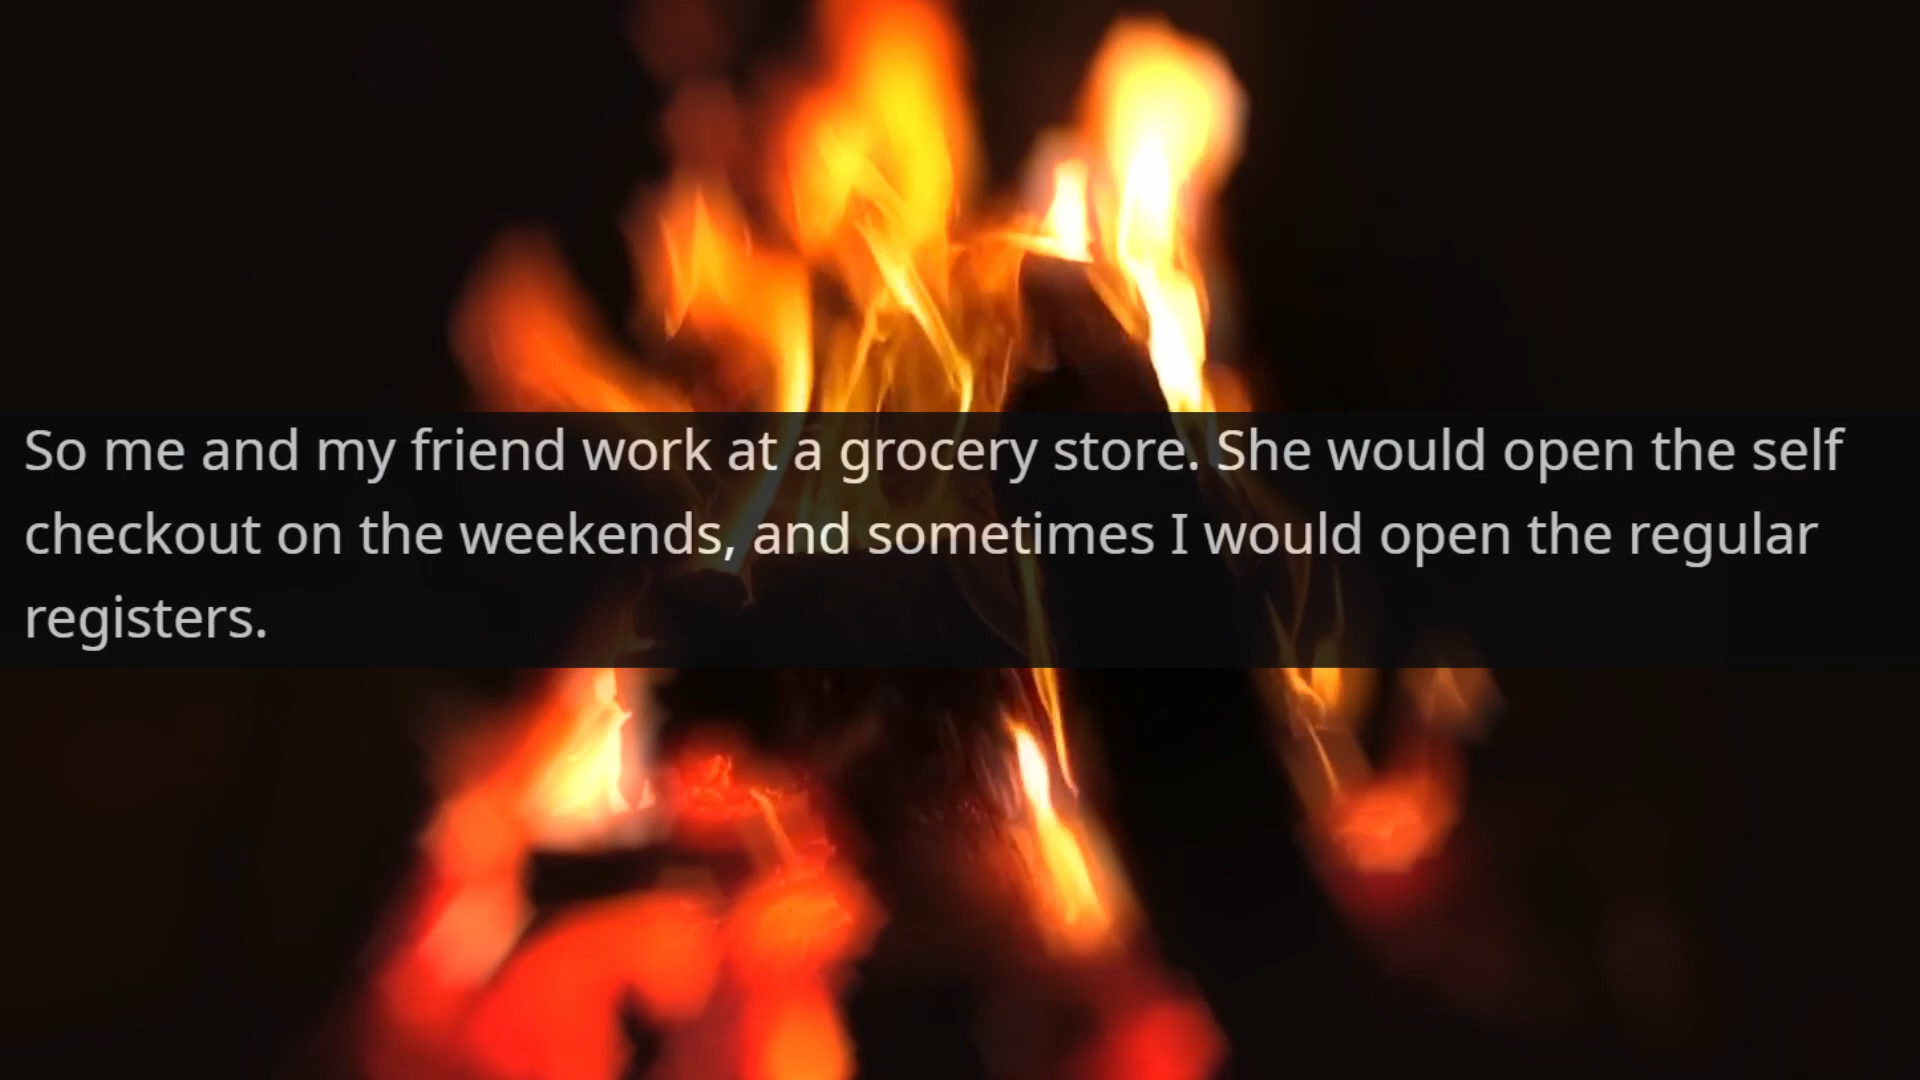 So me and my friend work at a grocery store. She would open the self
checkout on the weekends, and sometimes I would open the regular
registers.